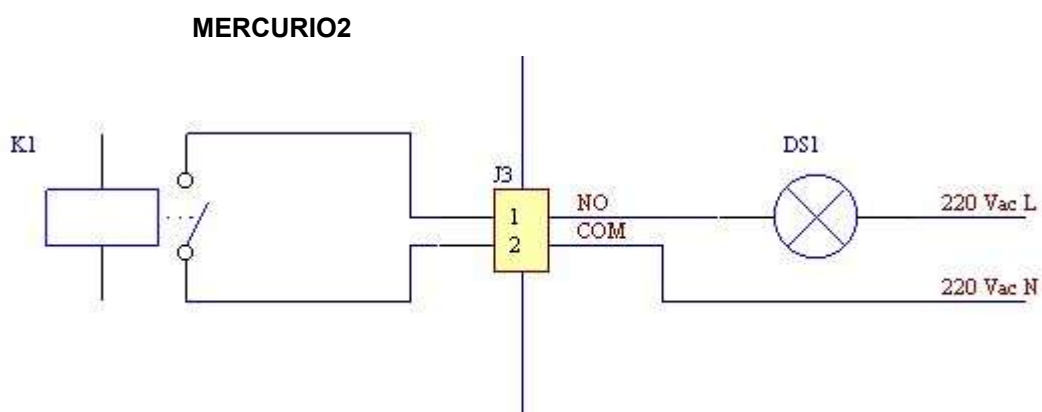 MERCURIO2
K1
J3
DS1
1
NO
220 Vac L
2
COM
220 Vac N